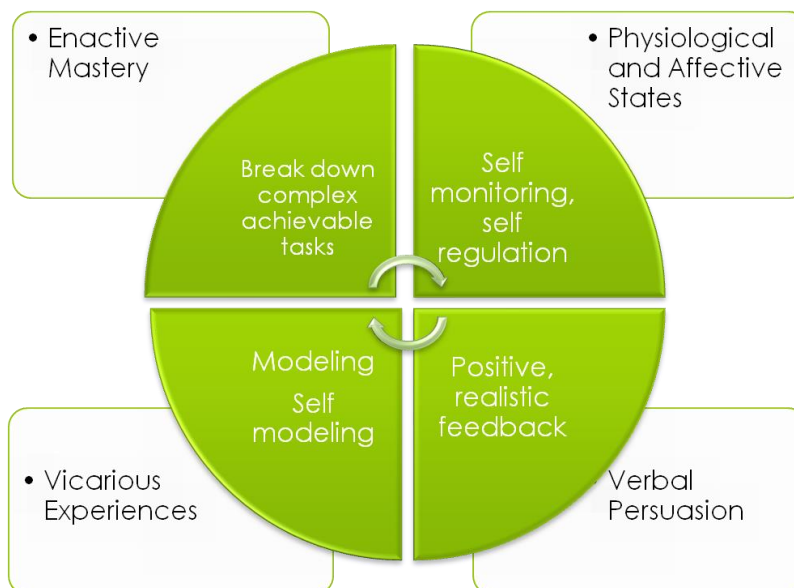 • Enactive
Mastery
• Physiological
and Affective
States
Break down
complex
achievable
tasks
Self
monitoring,
self
regulation
Modeling
Self
modeling
Positive,
realistic
feedback
• Vicarious
Experiences
• Verbal
Persuasion